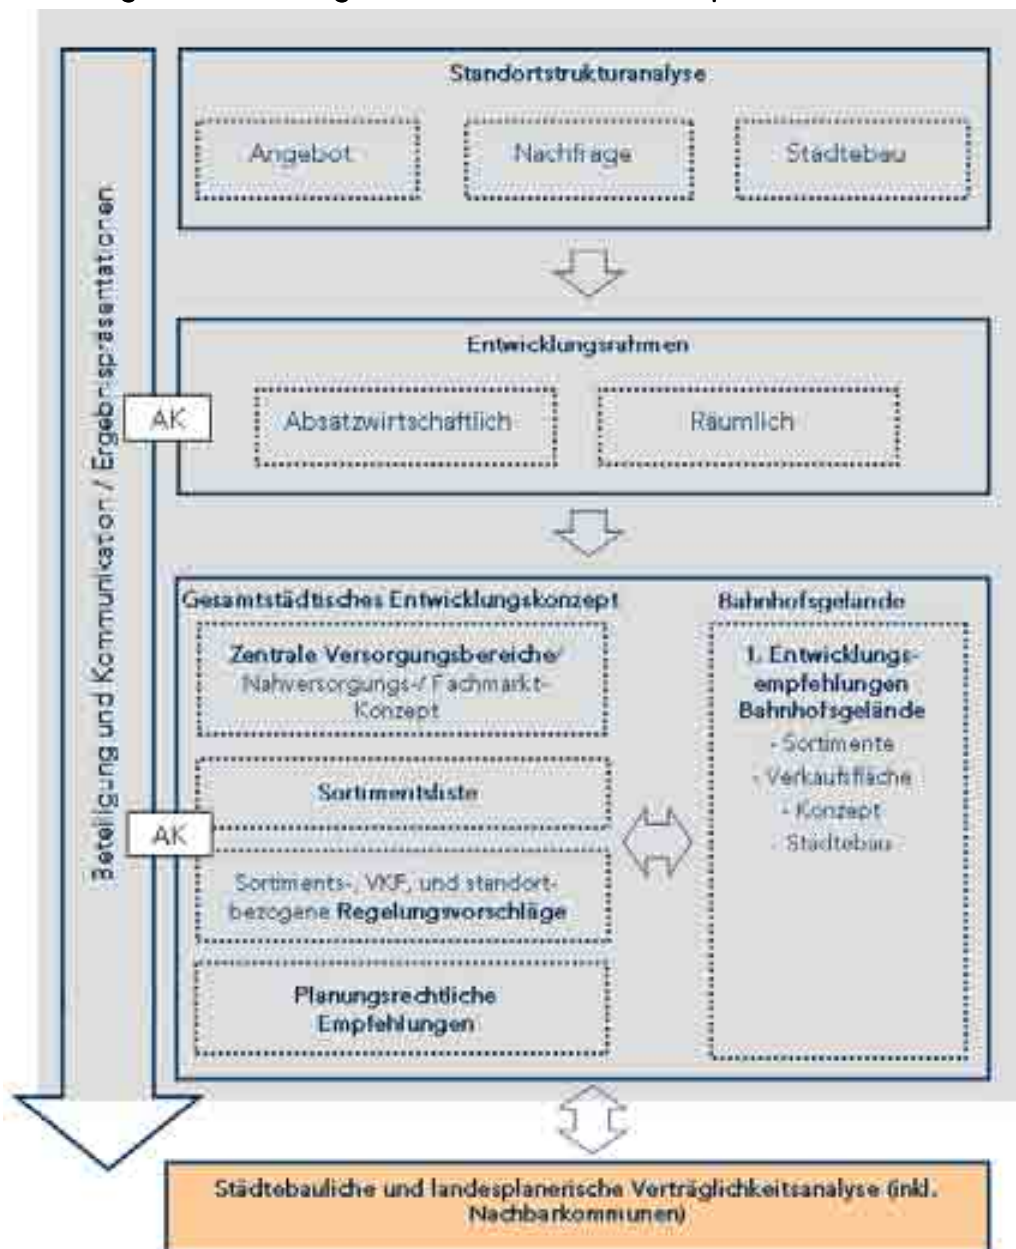 Standortstrukturanalyse
Angebot
Nachfrage
Städtebau
Entwicklungsrahmen
Absatzwirtschaftlich
Räumlich
AK
Beteiligung und Kommunikation / Ergebnispräsentationen
Gesamtstädtisches Entwicklungskonzept
Zentrale Versorgungsbereiche/
Nahversorgungs-/ Fachmarkt-
Konzept
Sortimentsliste
AK
Sortiments-, VKF, und standort-
bezogene Regelungsvorschläge
Planungsrechtliche
Empfehlungen
Bahnhofsgelände
1. Entwicklungs-
empfehlungen
Bahnhofsgelände
- Sortimente
- Verkaufsfläche
- Konzept
- Städtebau
Städtebauliche und landesplanerische Verträglichkeitsanalyse (inkl.
Nachbarkommunen)